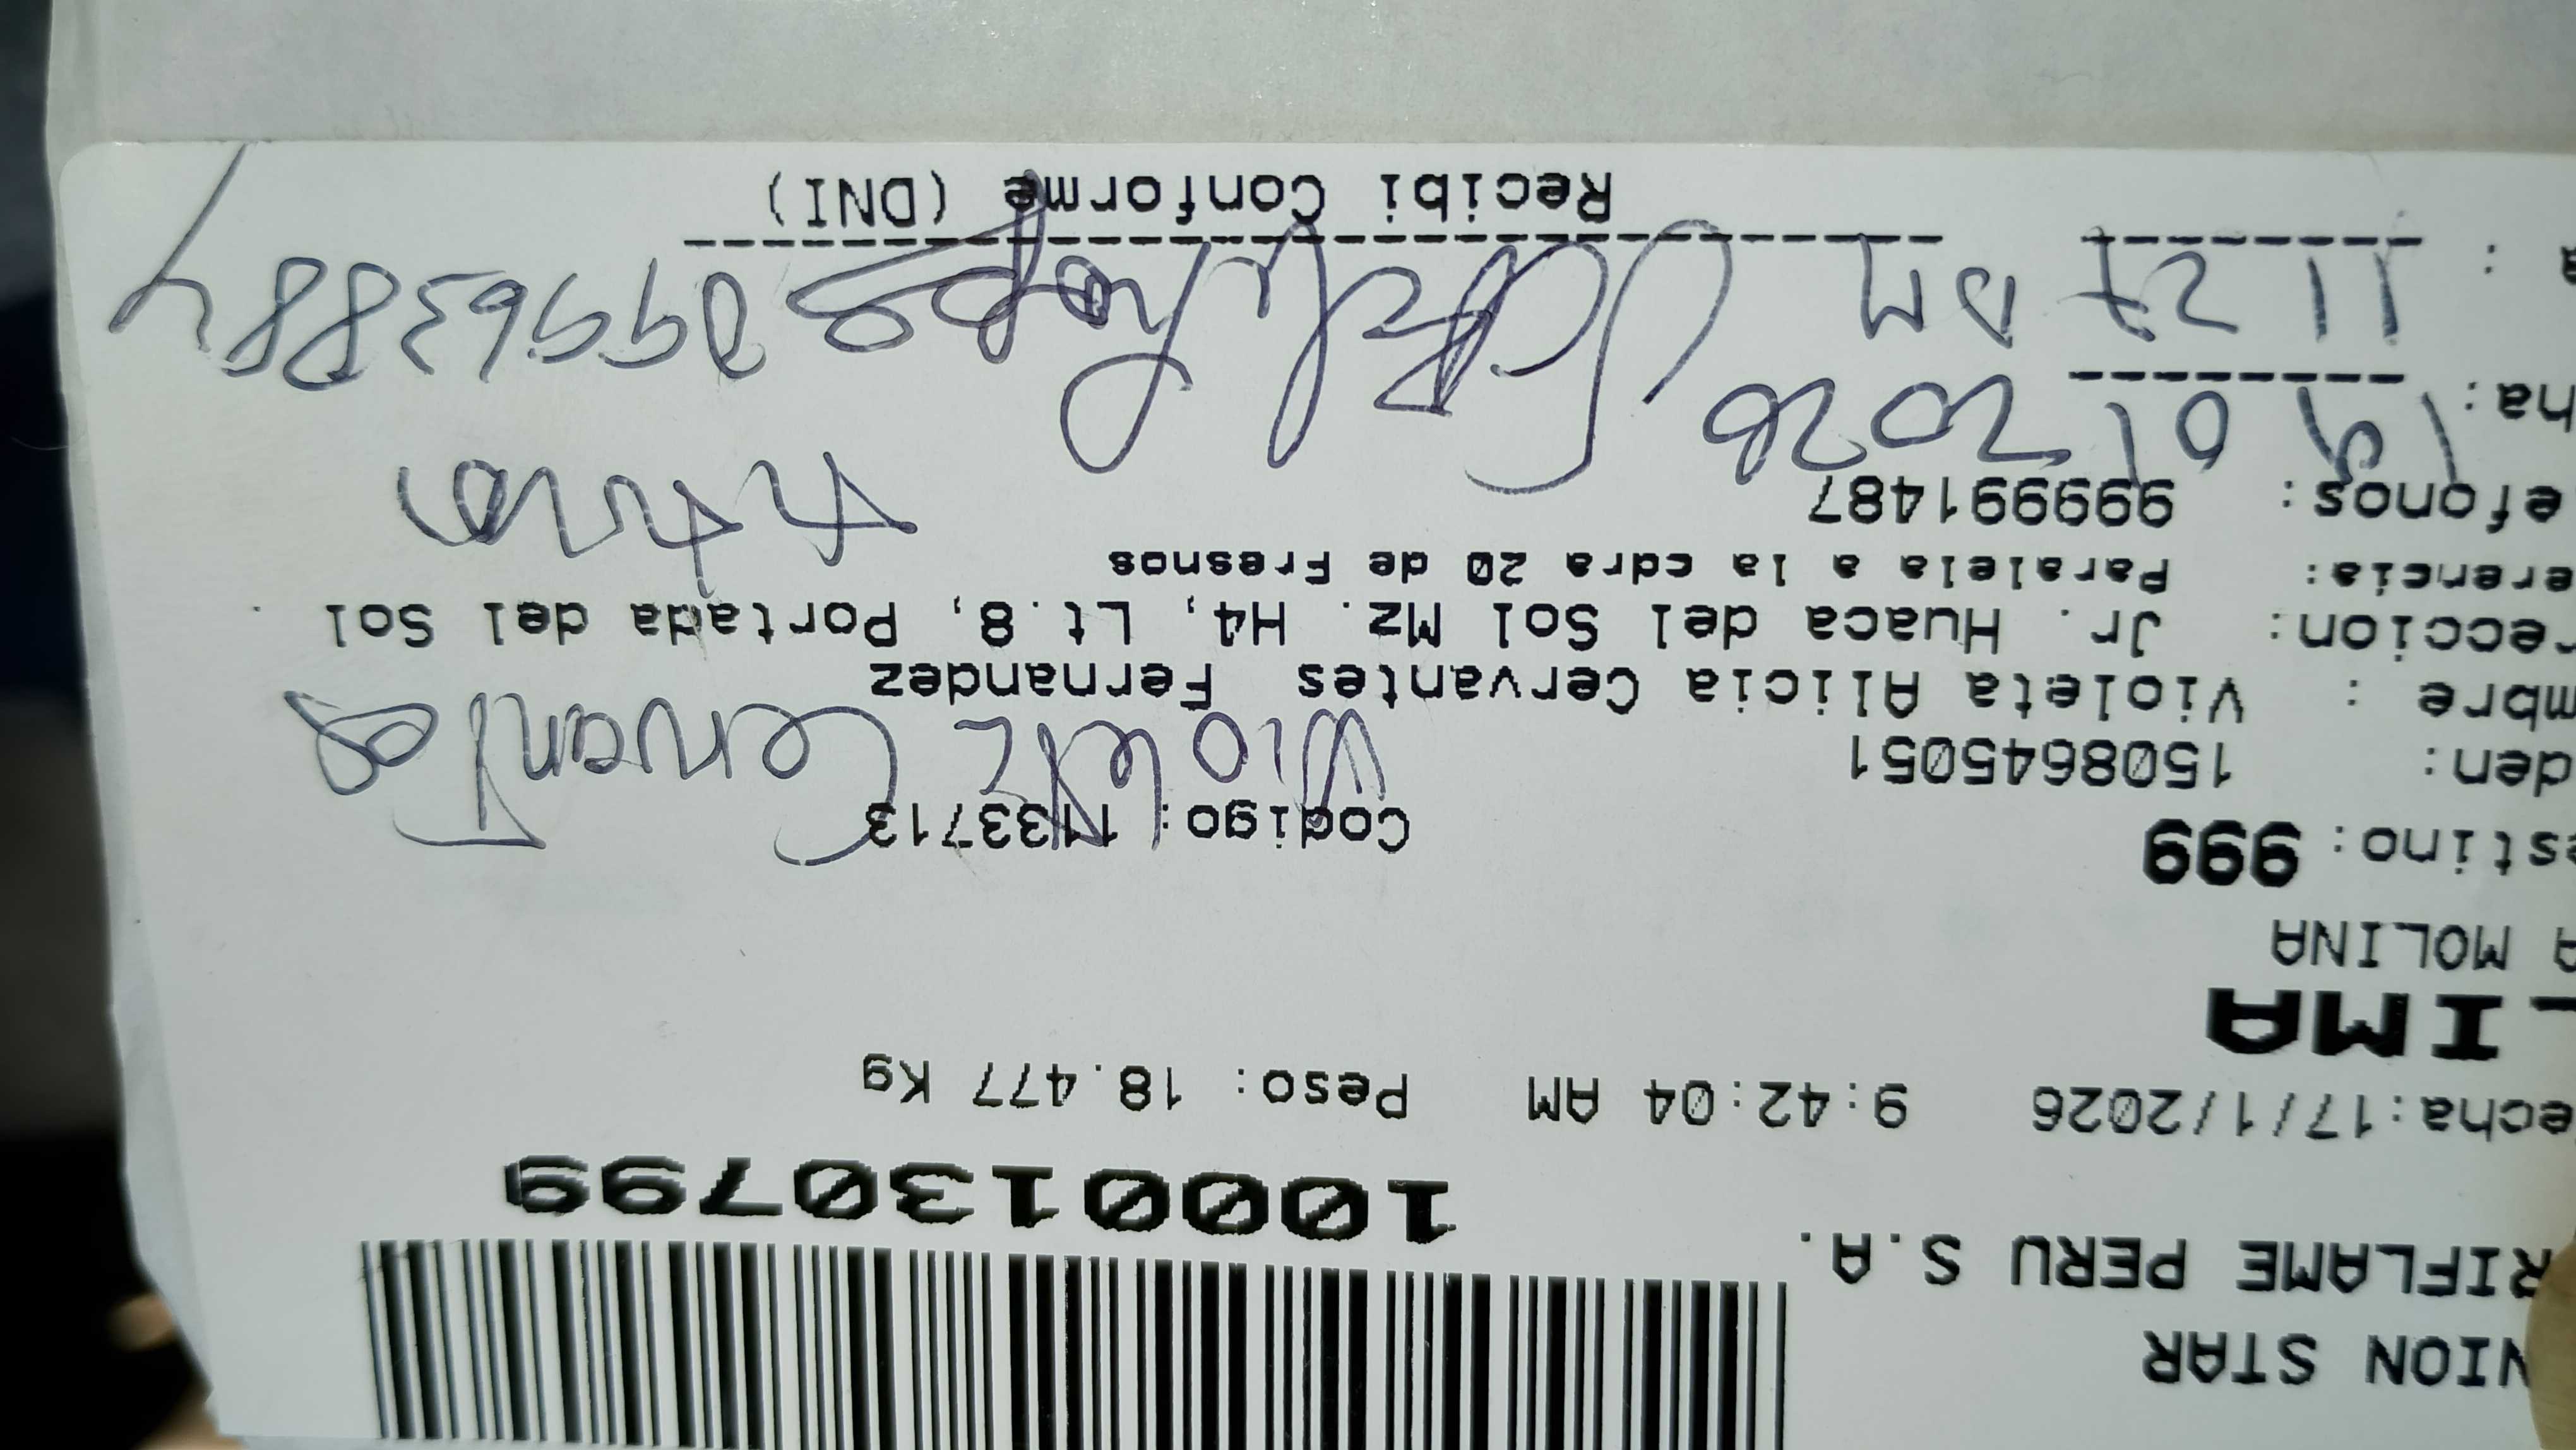 NION STAR
RIFLAME PERU S.A.
1000130799
echa:17/1/2026 9:42:04 AM Peso: 18.477 Kg
LIMA
A MOLINA
estino: 999
Codigo: 1133713
den: 1508645051
Violeta Cervantes
mbre : Violeta Alicia Cervantes Fernandez
reccion: Jr. Huaca del Sol Mz. H4, Lt.8, Portada del Sol .
erencia: Paralela a la cdra 20 de Fresnos
efonos: 999991487
ha: 19 01 2026
a : 11 27 AM
Recibi Conforme (DNI)